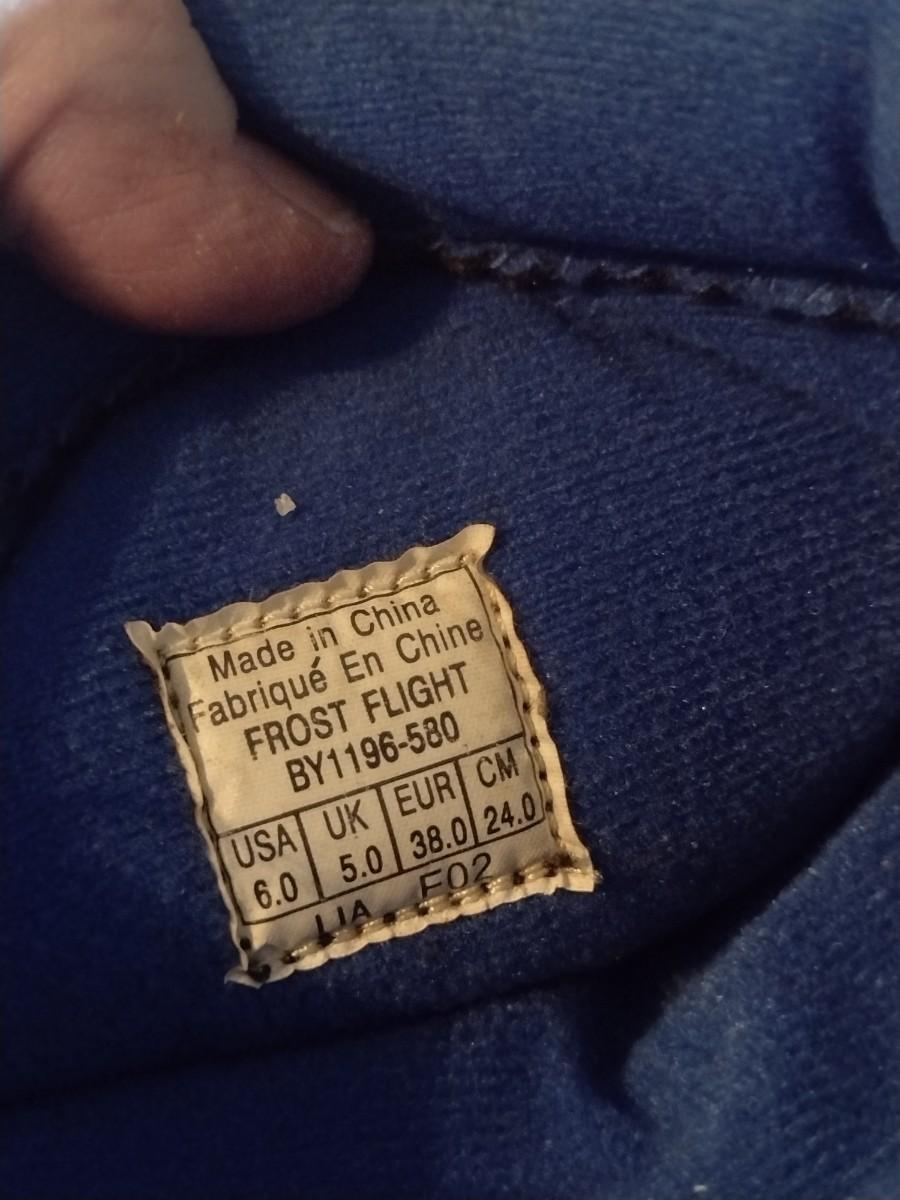 Made in China
Fabriqué En Chine
FROST FLIGHT
BY1196-580
USA UK EUR CM
6.0 5.0 38.0 24.0
F02